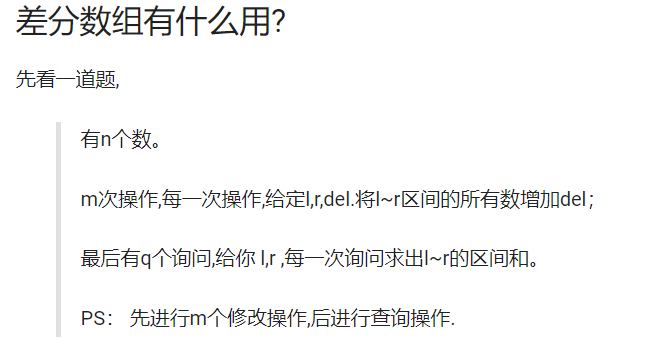 差分数组有什么用?
先看一道题,
有n个数。
m次操作,每一次操作,给定l,r,del.将l~r区间的所有数增加del；
最后有q个询问,给你 l,r ,每一次询问求出l~r的区间和。
PS： 先进行m个修改操作,后进行查询操作.